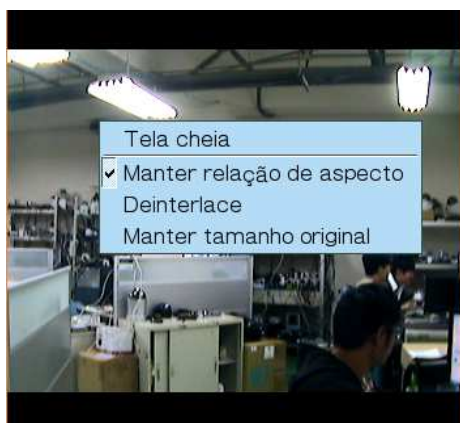 Tela cheia
Manter relação de aspecto
Deinterlace
Manter tamanho original